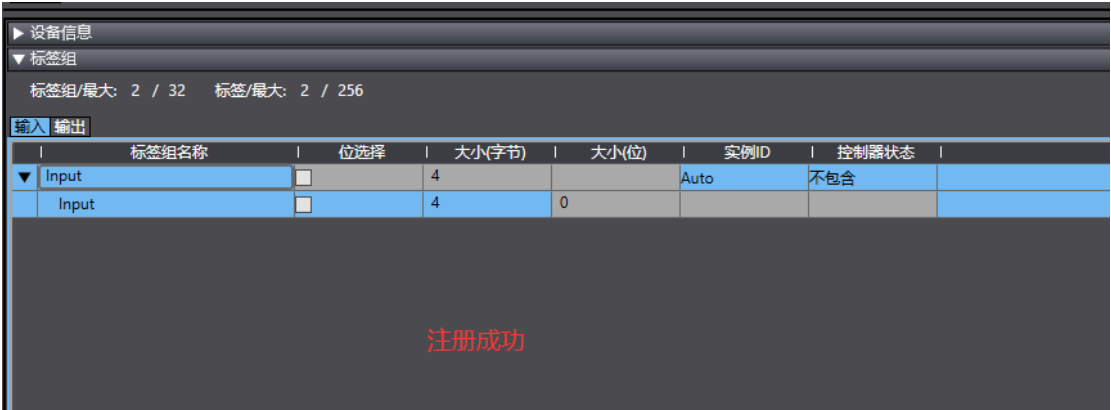 设备信息
标签组
标签组/最大: 2 / 32 标签/最大: 2 / 256
输入 输出
标签组名称 位选择 大小(字节) 大小(位) 实例ID 控制器状态
Input 4 Auto 不包含
Input 4 0
注册成功